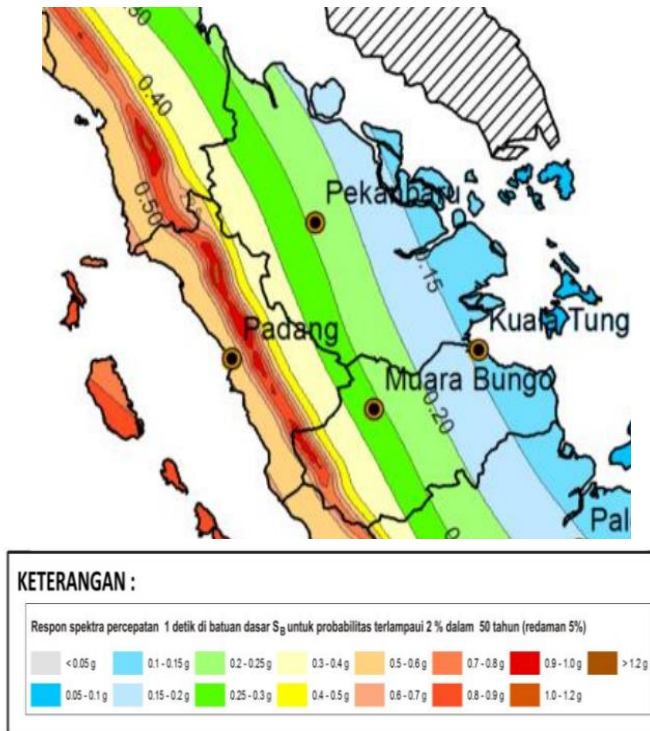 0.40
0.50
Pekanbaru
0.15
Padang
Kuala Tung
Muara Bungo
0.20
Pal
KETERANGAN :
Respon spektra percepatan 1 detik di batuan dasar SB untuk probabilitas terlampaui 2 % dalam 50 tahun (redaman 5%)
< 0.05 g 0.1 - 0.15 g 0.2 - 0.25 g 0.3 - 0.4 g 0.5 - 0.6 g 0.7 - 0.8 g 0.9 - 1.0 g > 1.2 g
0.05 - 0.1 g 0.15 - 0.2 g 0.25 - 0.3 g 0.4 - 0.5 g 0.6 - 0.7 g 0.8 - 0.9 g 1.0 - 1.2 g